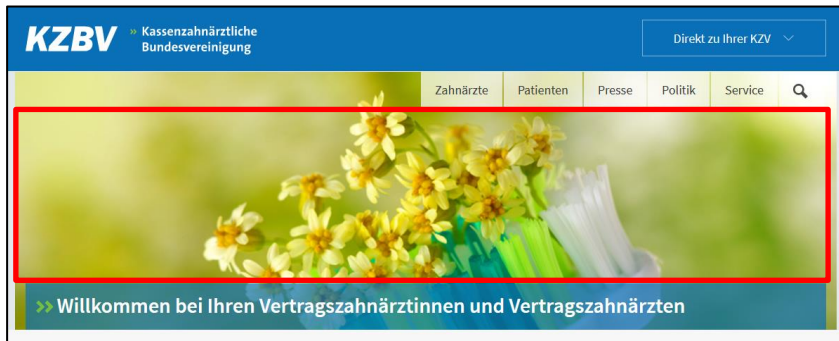 KZBV
» Kassenzahnärztliche
Bundesvereinigung
Direkt zu Ihrer KZV
Zahnärzte Patienten Presse Politik Service
»Willkommen bei Ihren Vertragszahnärztinnen und Vertragszahnärzten